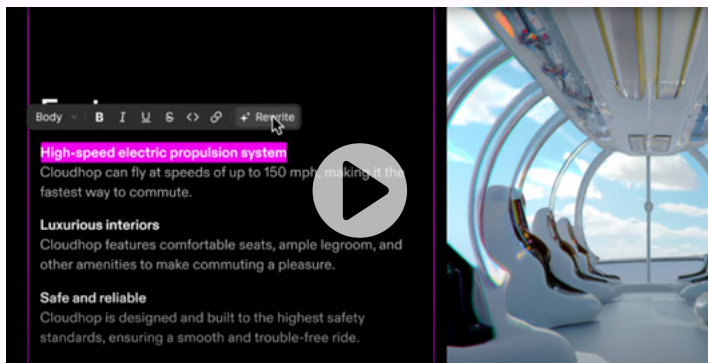 Body B I U S <> Rewrite
High-speed electric propulsion system
Cloudhop can fly at speeds of up to 150 mph, making it the
fastest way to commute.
Luxurious interiors
Cloudhop features comfortable seats, ample legroom, and
other amenities to make commuting a pleasure.
Safe and reliable
Cloudhop is designed and built to the highest safety
standards, ensuring a smooth and trouble-free ride.